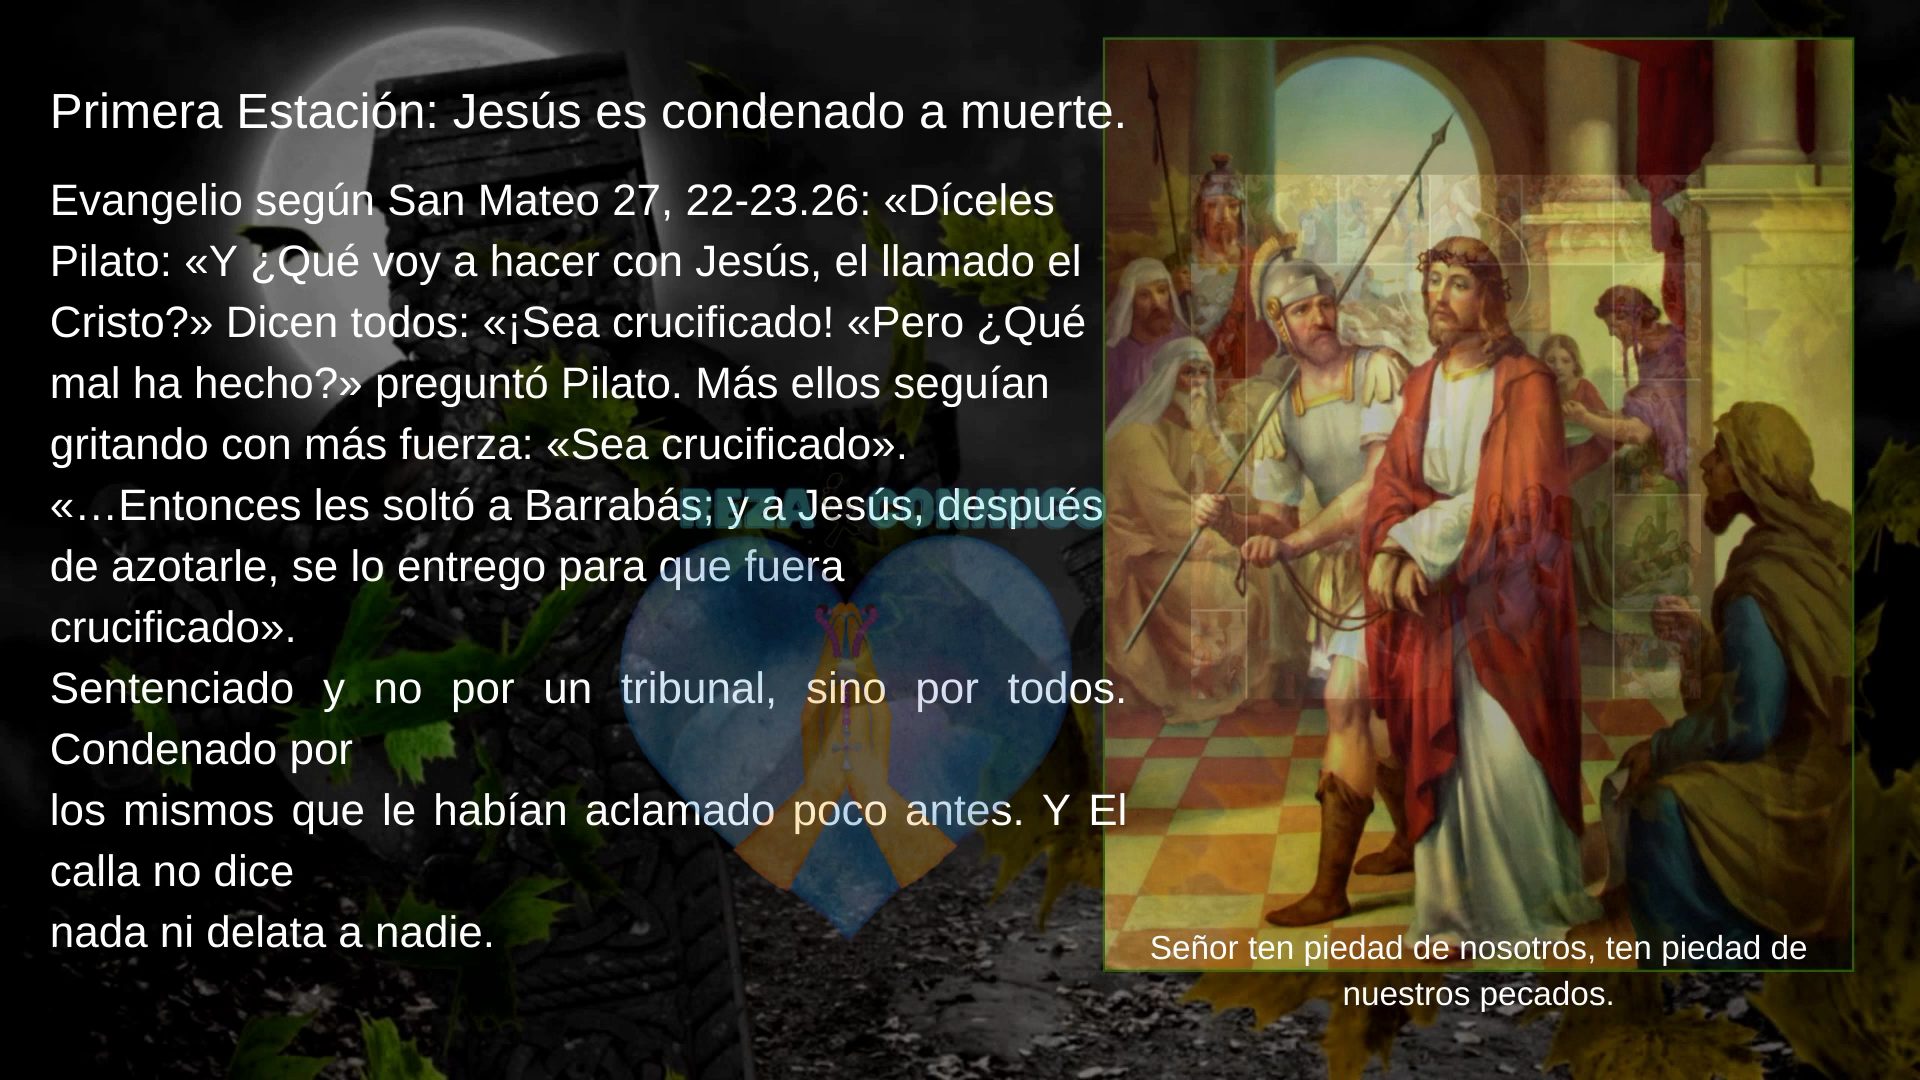 Primera Estación: Jesús es condenado a muerte.
Evangelio según San Mateo 27, 22-23.26: «Díceles
Pilato: «Y ¿Qué voy a hacer con Jesús, el llamado el
Cristo?» Dicen todos: «¡Sea crucificado! «Pero ¿Qué
mal ha hecho?» preguntó Pilato. Más ellos seguían
gritando con más fuerza: «Sea crucificado».
«…Entonces les soltó a Barrabás; y a Jesús, después
de azotarle, se lo entrego para que fuera
crucificado».
Sentenciado y no por un tribunal, sino por todos.
Condenado por
los mismos que le habían aclamado poco antes. Y El
calla no dice
nada ni delata a nadie.
Señor ten piedad de nosotros, ten piedad de
nuestros pecados.